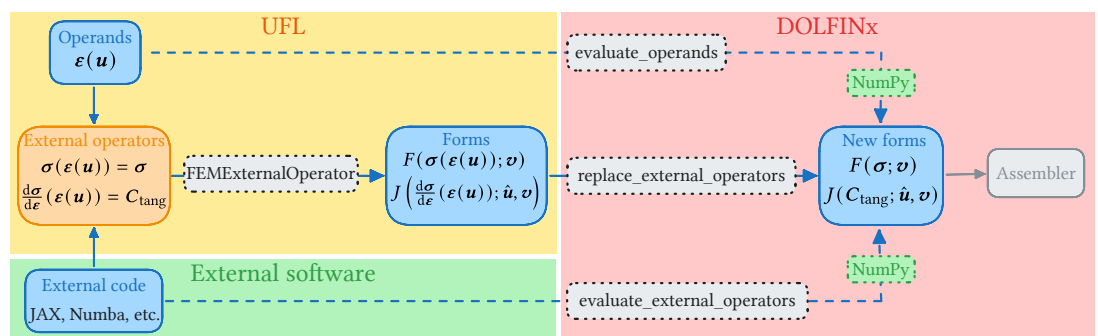 UFL
DOLFINx
Operands
ε(u)
evaluate_operands
NumPy
External operators
σ(ε(u)) = σ
dσ/dε(ε(u)) = C_tang
FEMExternalOperator
Forms
F(σ(ε(u)); v)
J(dσ/dε(ε(u)); û, v)
replace_external_operators
New forms
F(σ; v)
J(C_tang; û, v)
Assembler
External software
External code
JAX, Numba, etc.
evaluate_external_operators
NumPy